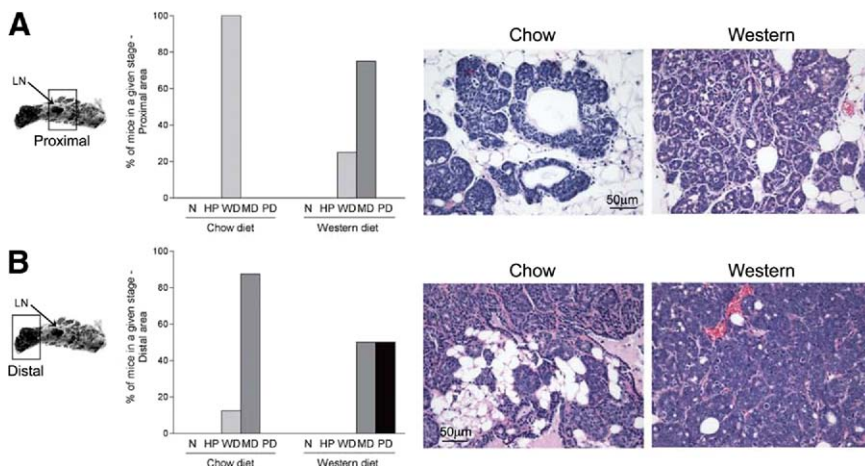 A
LN
Proximal
% of mice in a given stage -
Proximal area
100
80
60
40
20
0
N HP WD MD PD
N HP WD MD PD
Chow diet
Western diet
Chow
50µm
Western
B
LN
Distal
% of mice in a given stage -
Distal area
100
80
60
40
20
0
N HP WD MD PD
N HP WD MD PD
Chow diet
Western diet
Chow
50µm
Western